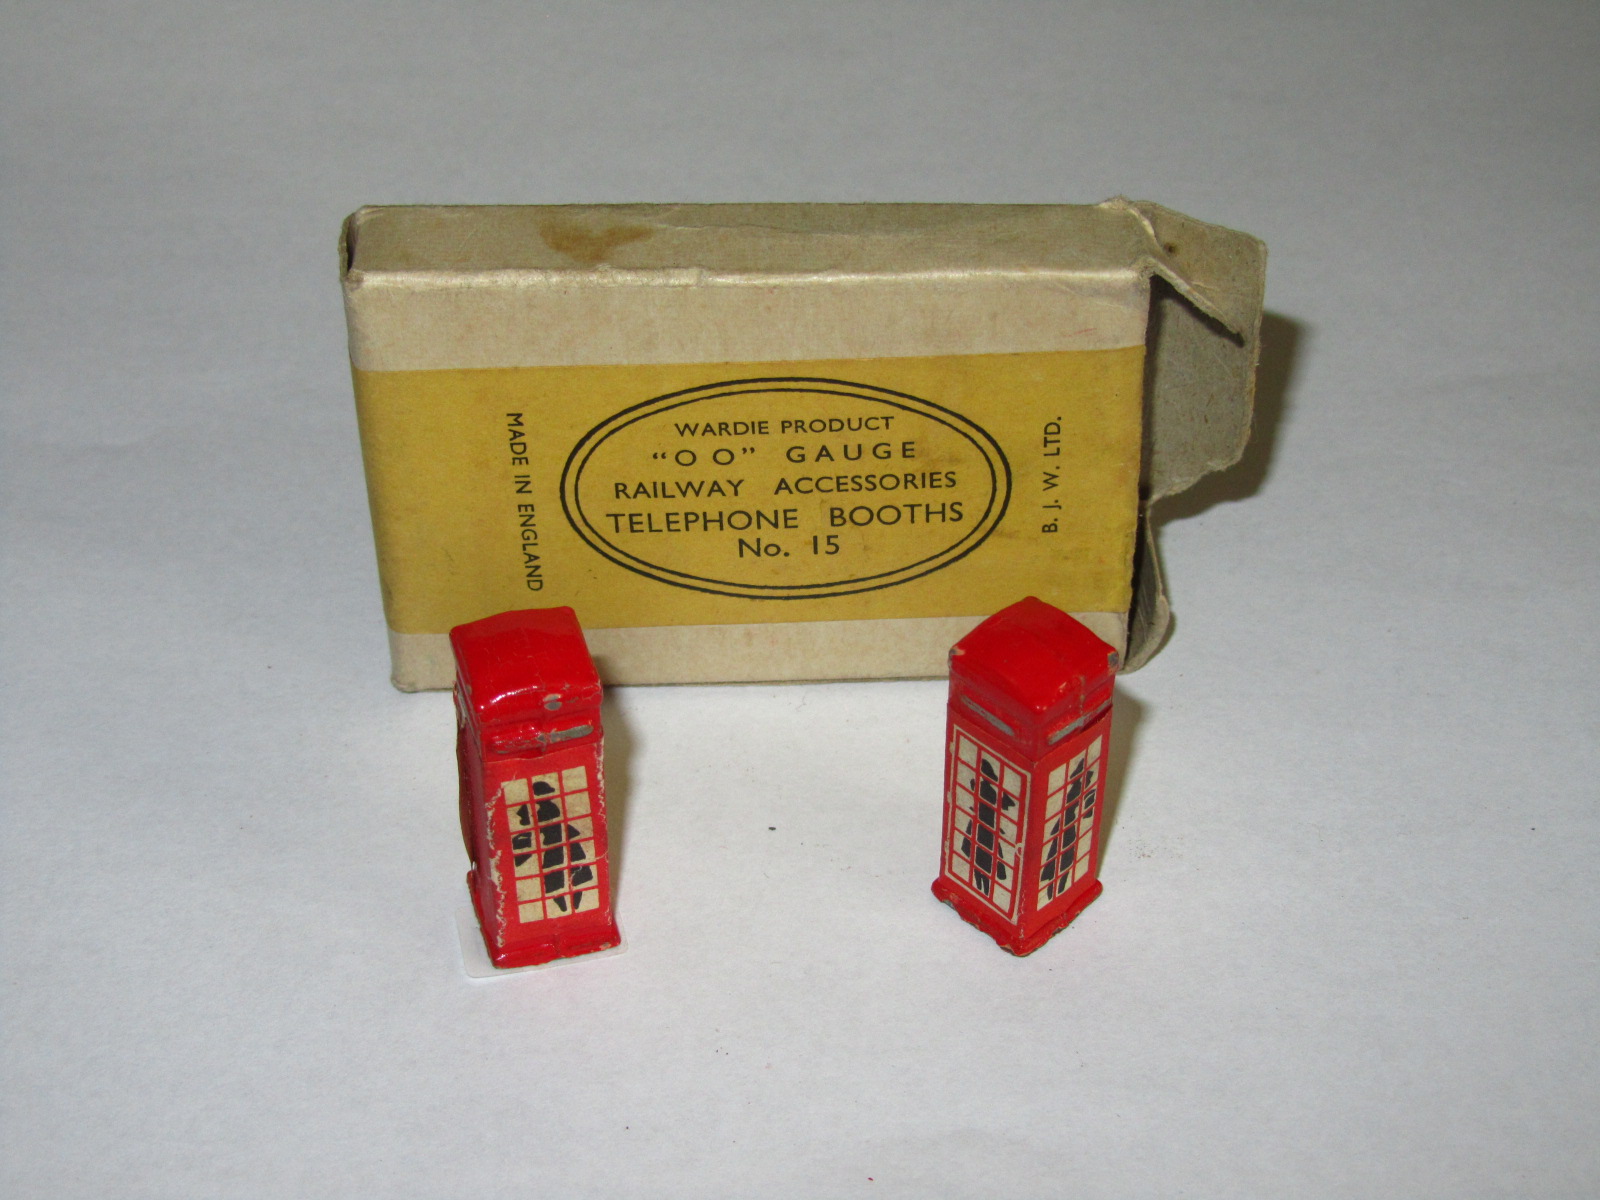 MADE IN ENGLAND
WARDIE PRODUCT
“OO” GAUGE
RAILWAY ACCESSORIES
TELEPHONE BOOTHS
No. 15
B. J. W. LTD.